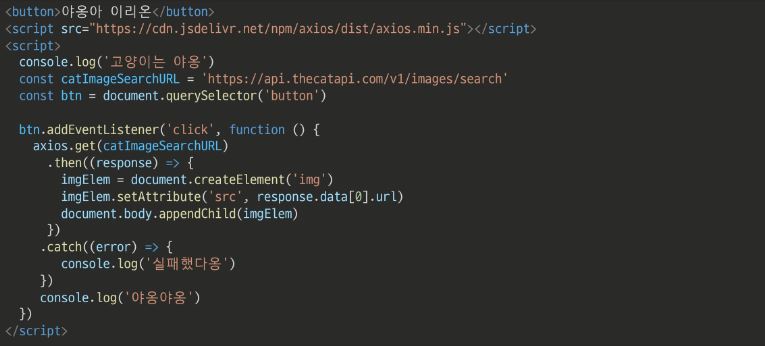 <button>야옹아 이리온</button>
<script src="https://cdn.jsdelivr.net/npm/axios/dist/axios.min.js"></script>
<script>
  console.log('고양이는 야옹')
  const catImageSearchURL = 'https://api.thecatapi.com/v1/images/search'
  const btn = document.querySelector('button')

  btn.addEventListener('click', function () {
    axios.get(catImageSearchURL)
      .then((response) => {
        imgElem = document.createElement('img')
        imgElem.setAttribute('src', response.data[0].url)
        document.body.appendChild(imgElem)
      })
     .catch((error) => {
        console.log('실패했다옹')
     })
     console.log('야옹야옹')
  })
</script>